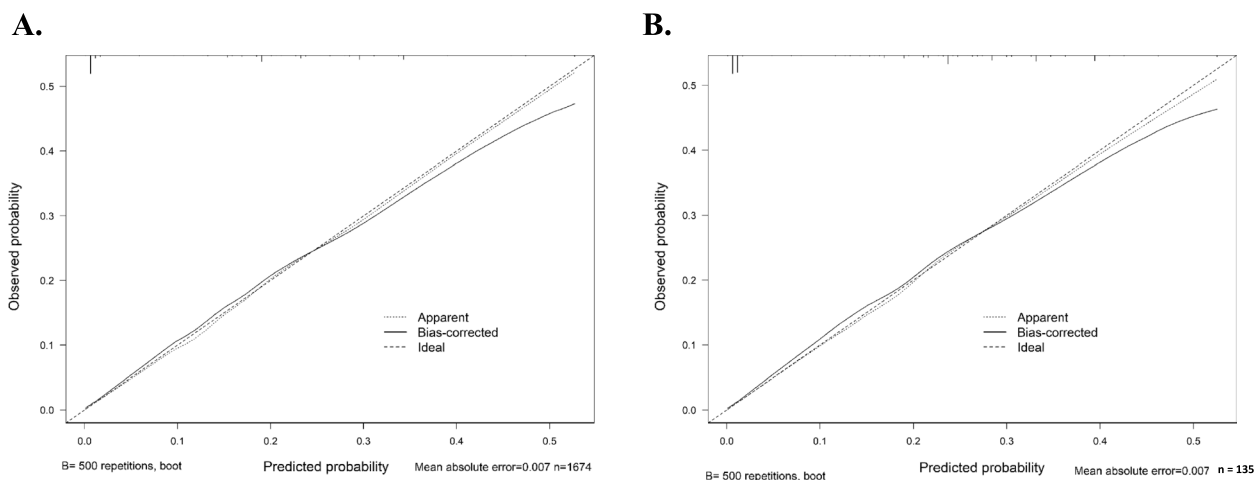 A.
0.5
0.4
0.3
0.2
0.1
0.0
Observed probability
Apparent
Bias-corrected
Ideal
0.0 0.1 0.2 0.3 0.4 0.5
B= 500 repetitions, boot
Predicted probability
Mean absolute error=0.007 n=1674
B.
0.5
0.4
0.3
0.2
0.1
0.0
Observed probability
Apparent
Bias-corrected
Ideal
0.0 0.1 0.2 0.3 0.4 0.5
B= 500 repetitions, boot
Predicted probability
Mean absolute error=0.007 n = 135